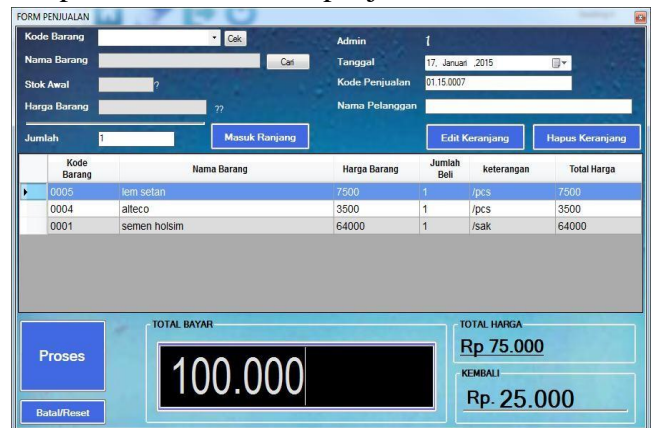 FORM PENJUALAN
Kode Barang Cek
Nama Barang Cari
Stok Awal ?
Harga Barang ??
Jumlah 1 Masuk Ranjang
Admin 1
Tanggal 17, Januari ,2015
Kode Penjualan 01.15.0007
Nama Pelanggan
Edit Keranjang Hapus Keranjang
Kode Barang Nama Barang Harga Barang Jumlah Beli keterangan Total Harga
0005 lem setan 7500 1 /pcs 7500
0004 alteco 3500 1 /pcs 3500
0001 semen holsim 64000 1 /sak 64000
Proses
Batal/Reset
TOTAL BAYAR
100.000
TOTAL HARGA
Rp 75.000
KEMBALI
Rp. 25.000